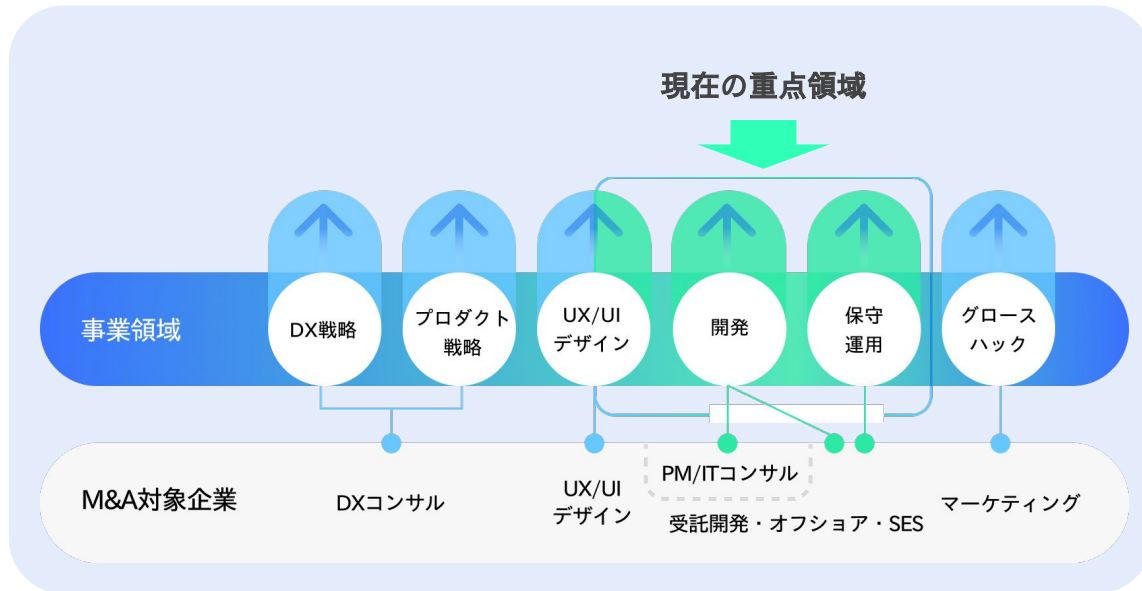 現在の重点領域
事業領域
DX戦略
プロダクト
戦略
UX/UI
デザイン
開発
保守
運用
グロース
ハック
M&A対象企業
DXコンサル
UX/UI
デザイン
PM/ITコンサル
受託開発・オフショア・SES
マーケティング